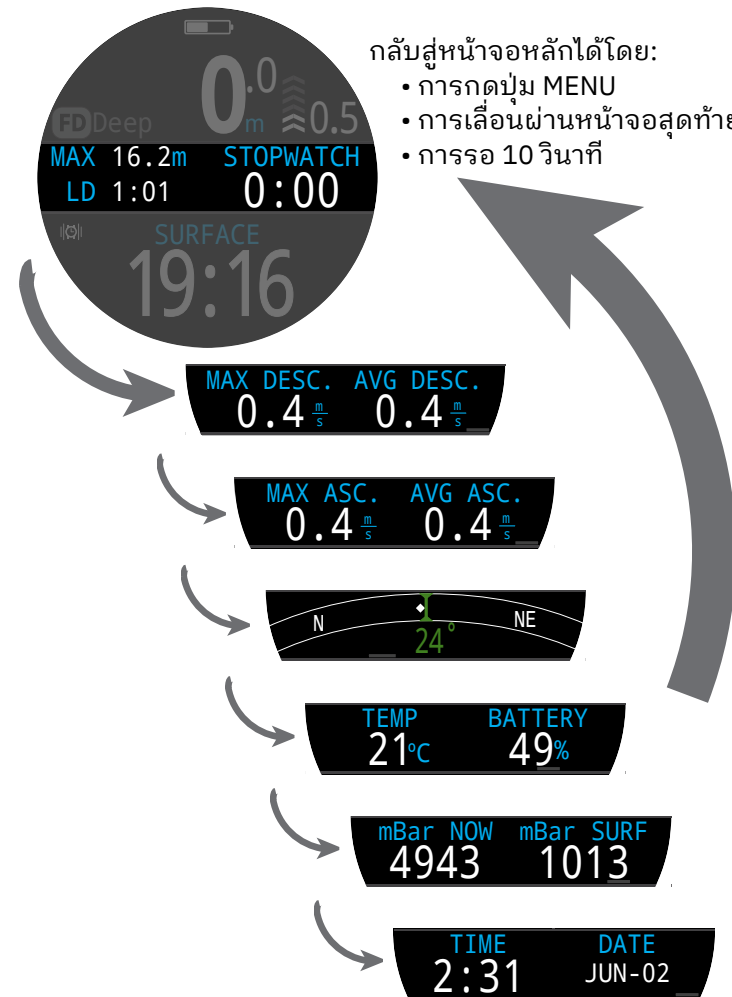 กลับสู่หน้าจอหลักได้โดย:
• การกดปุ่ม MENU
• การเลื่อนผ่านหน้าจอสุดท้าย
• การรอ 10 วินาที
0.0 m 0.5
FD Deep
MAX 16.2m STOPWATCH
LD 1:01 0:00
SURFACE
19:16
MAX DESC. AVG DESC.
0.4 m/s 0.4 m/s
MAX ASC. AVG ASC.
0.4 m/s 0.4 m/s
N NE
24°
TEMP BATTERY
21°C 49%
mBar NOW mBar SURF
4943 1013
TIME DATE
2:31 JUN-02